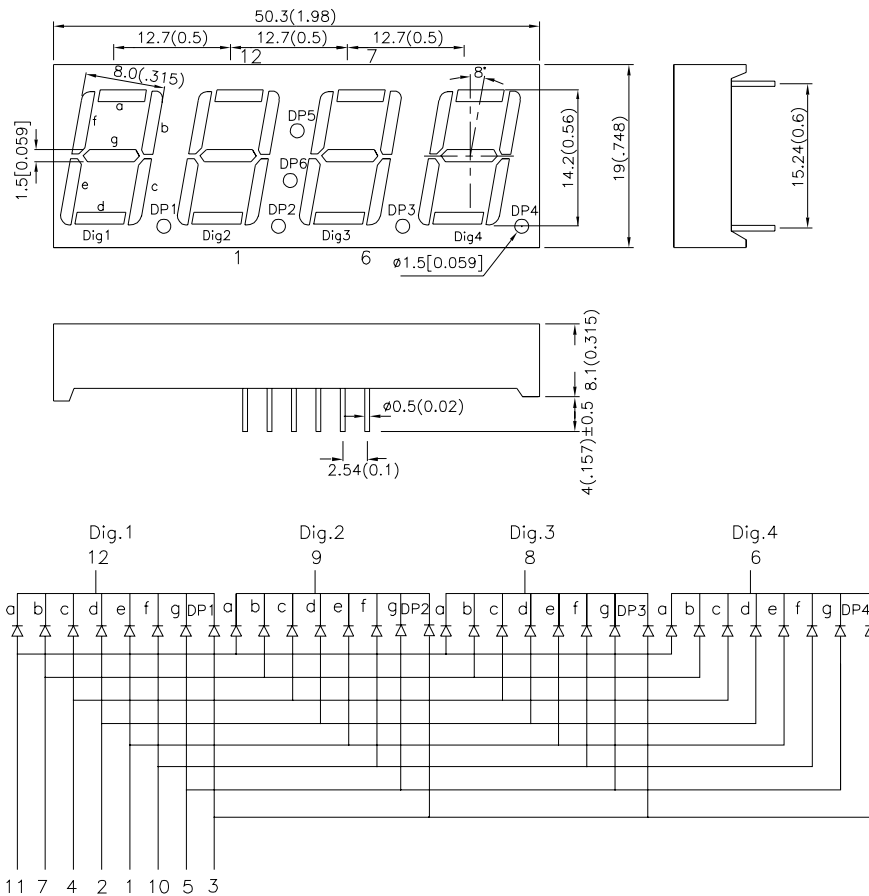 50.3(1.98)
12.7(0.5) 12.7(0.5) 12.7(0.5)
12 7
8.0(.315)
8°
a
f
b
g
e
c
d
1.5[0.059]
DP5
DP6
DP1 DP2 DP3 DP4
Dig1 Dig2 Dig3 Dig4
1 6
ø1.5[0.059]
14.2(0.56)
19(.748)
15.24(0.6)
8.1(0.315)
ø0.5(0.02)
2.54(0.1)
4(.157)±0.5
Dig.1 Dig.2 Dig.3 Dig.4
12 9 8 6
a b c d e f g DP1 a b c d e f g DP2 a b c d e f g DP3 a b c d e f g DP4
11 7 4 2 1 10 5 3